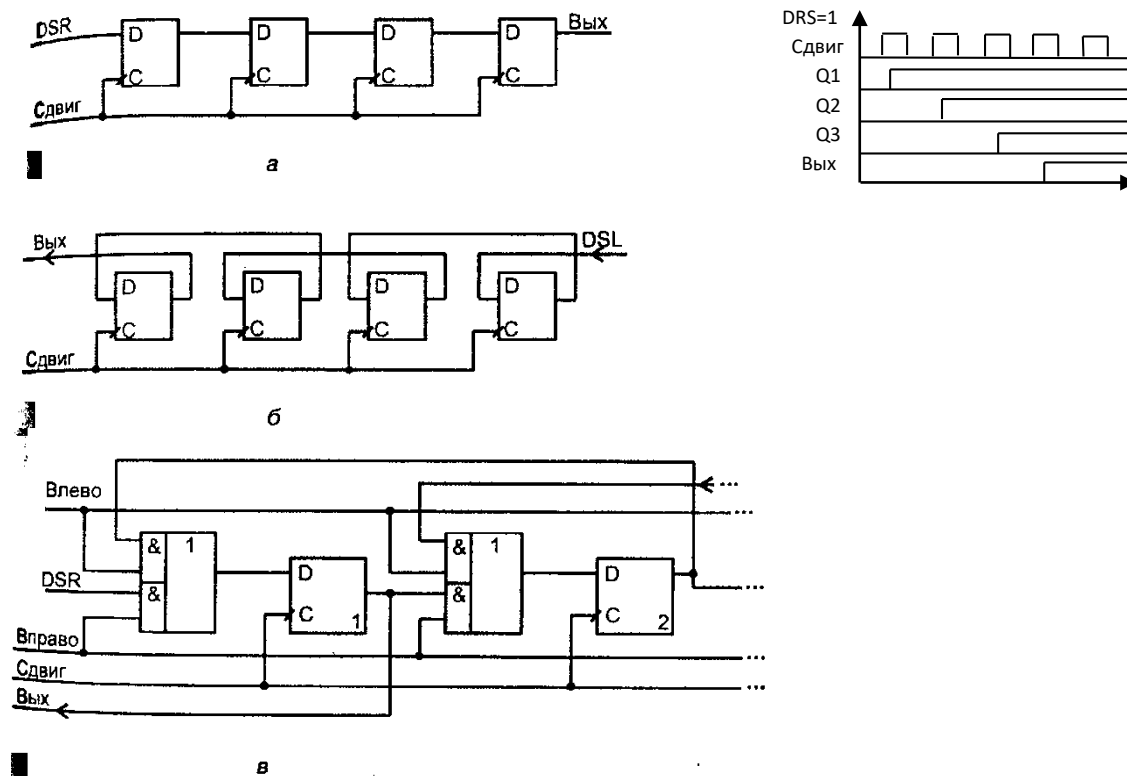 DSR D D D D Вых
C C C C
Сдвиг
а
DRS=1
Сдвиг
Q1
Q2
Q3
Вых
Вых DSL
D D D D
C C C C
Сдвиг
б
Влево ...
...
& 1 & 1
DSR & D & D ...
C 1 C 2
Вправо ...
Сдвиг ...
Вых
в